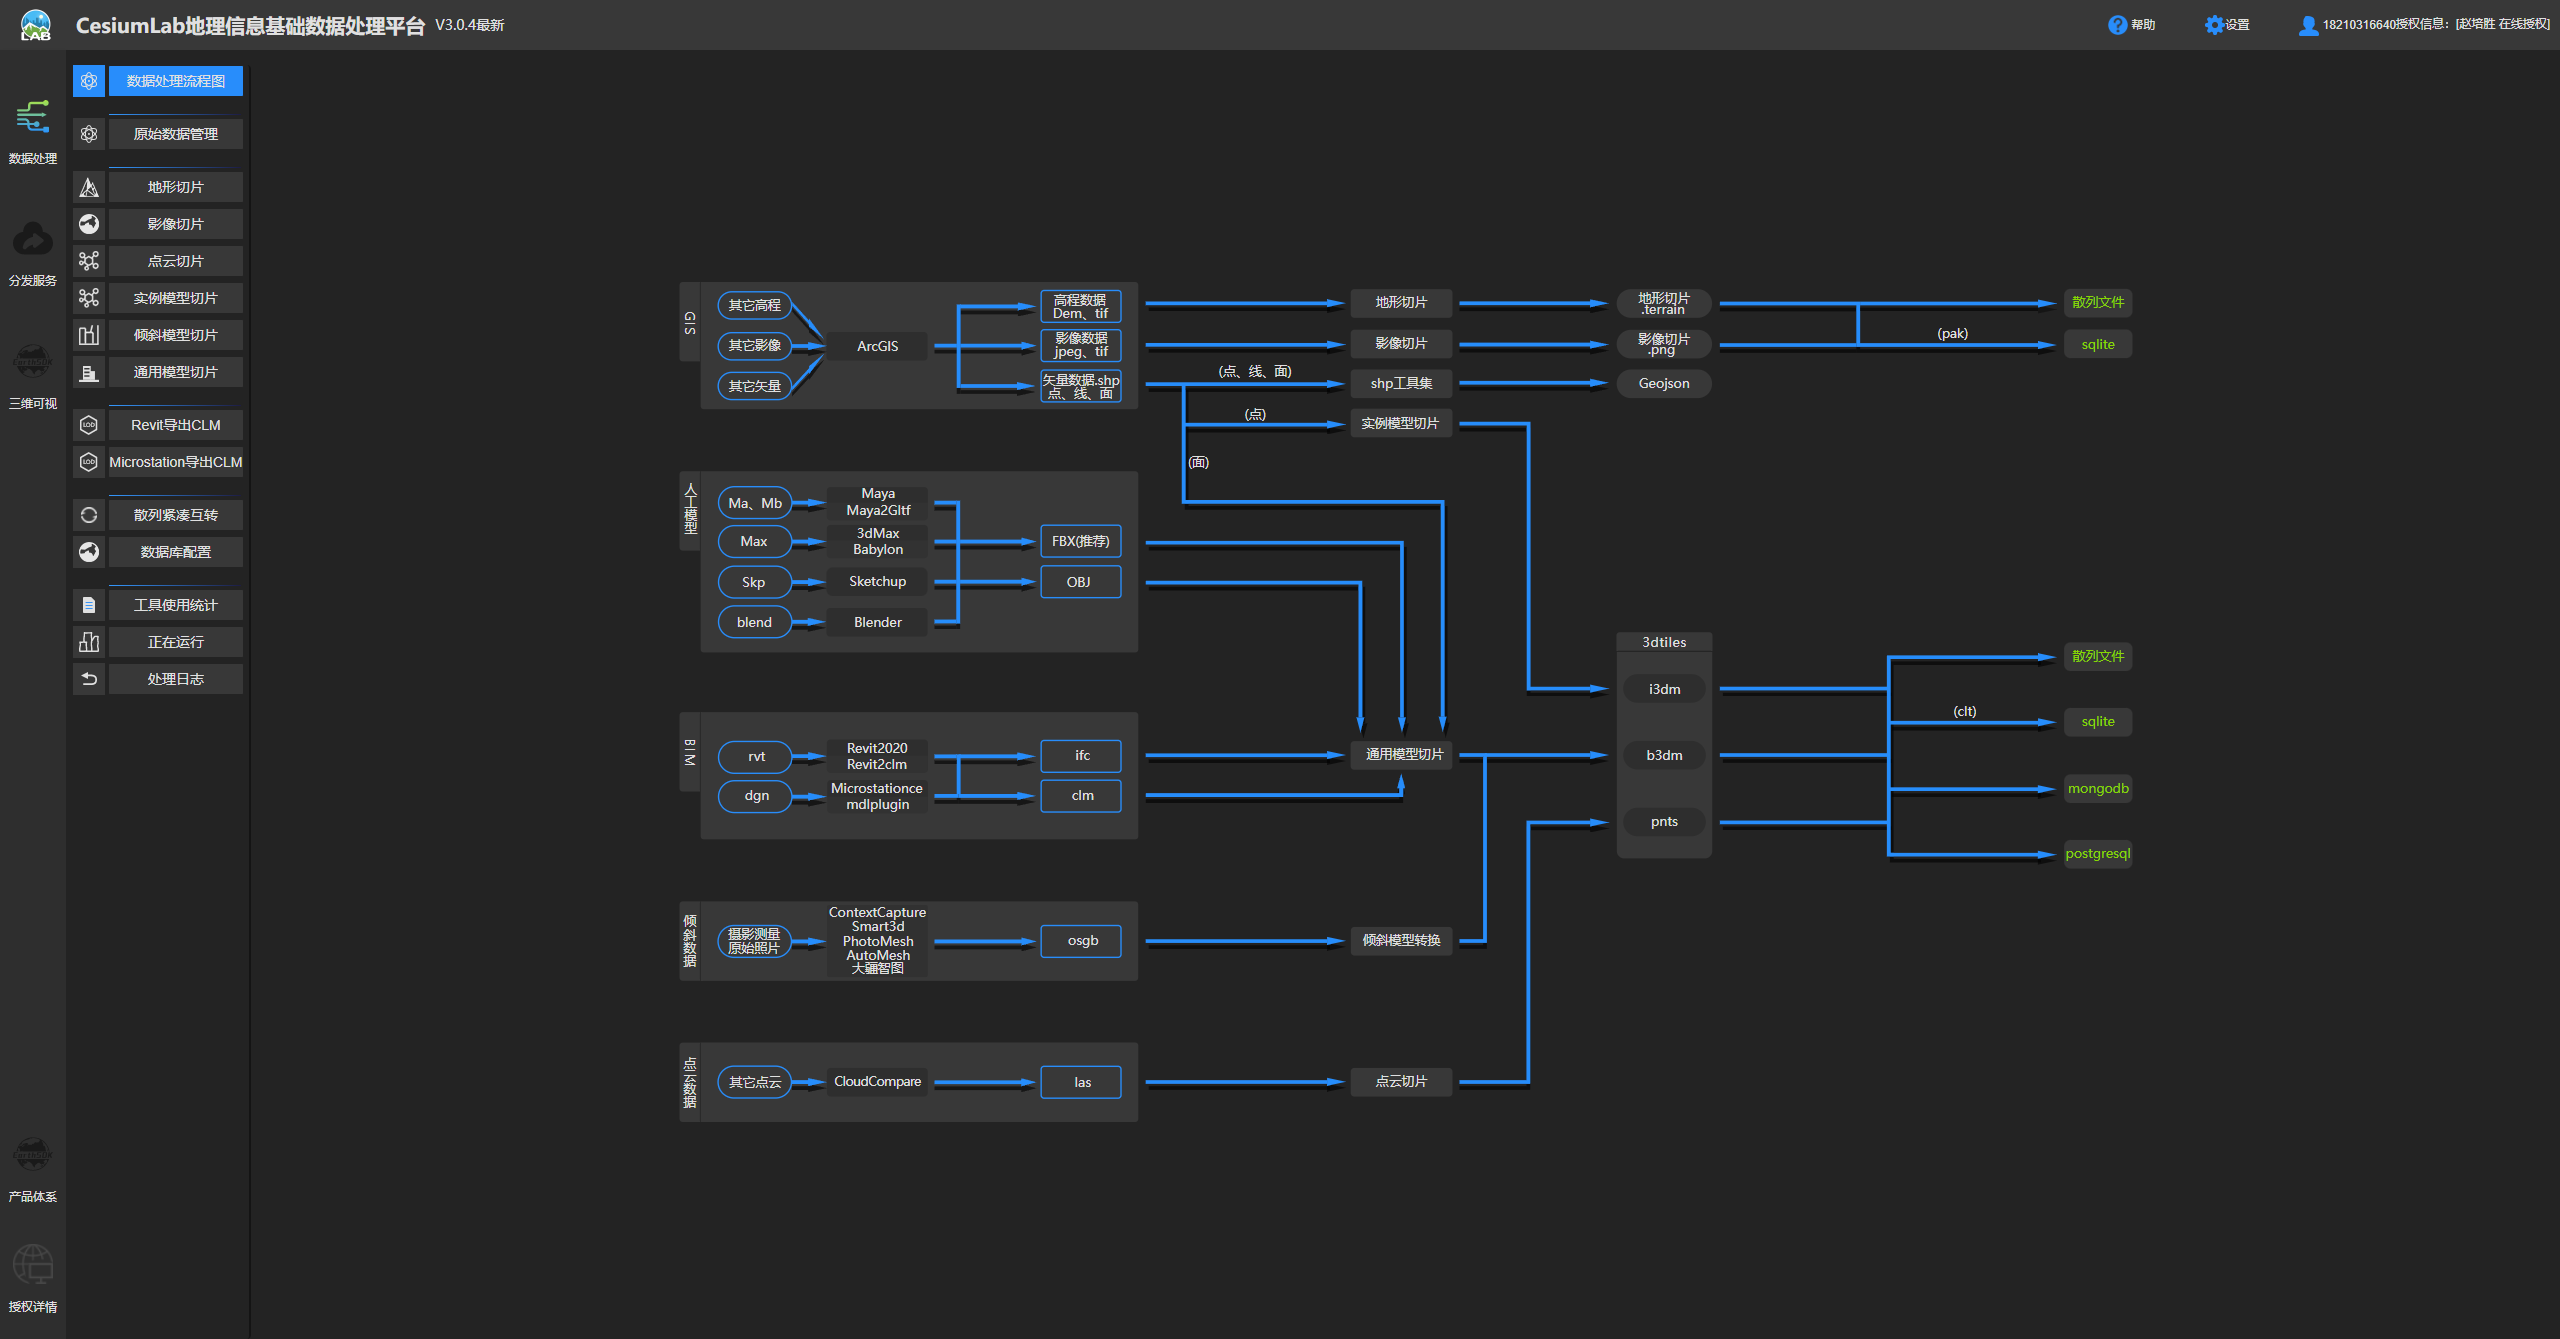 CesiumLab地理信息基础数据处理平台 V3.0.4最新
帮助
设置
18210316640授权信息：[赵培胜 在线授权]
数据处理
分发服务
三维可视
产品体系
授权详情
数据处理流程图
原始数据管理
地形切片
影像切片
点云切片
实例模型切片
倾斜模型切片
通用模型切片
Revit导出CLM
Microstation导出CLM
散列紧凑互转
数据库配置
工具使用统计
正在运行
处理日志
GIS
其它高程
其它影像
其它矢量
ArcGIS
高程数据
Dem、tif
影像数据
jpeg、tif
矢量数据.shp
点、线、面
(点、线、面)
(点)
(面)
地形切片
影像切片
shp工具集
实例模型切片
地形切片
.terrain
影像切片
.png
Geojson
(pak)
散列文件
sqlite
人工模型
Ma、Mb
Max
Skp
blend
Maya
Maya2Gltf
3dMax
Babylon
Sketchup
Blender
FBX(推荐)
OBJ
BIM
rvt
dgn
Revit2020
Revit2clm
Microstationce
mdlplugin
ifc
clm
通用模型切片
3dtiles
i3dm
b3dm
pnts
(clt)
散列文件
sqlite
mongodb
postgresql
倾斜数据
摄影测量
原始照片
ContextCapture
Smart3d
PhotoMesh
AutoMesh
大疆智图
osgb
倾斜模型转换
点云数据
其它点云
CloudCompare
las
点云切片